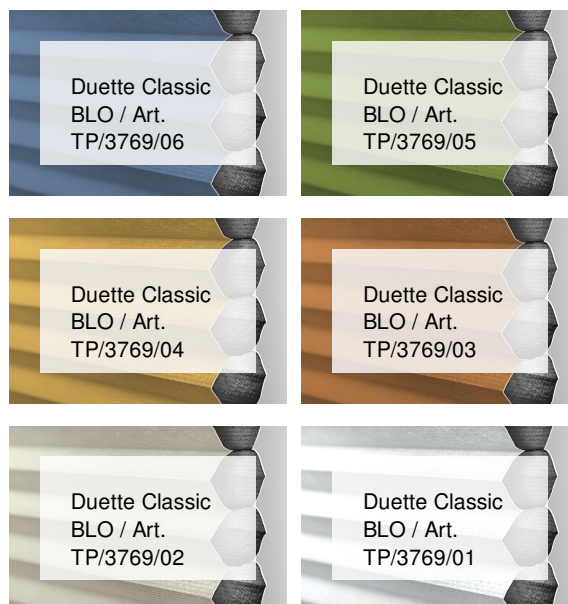 Duette Classic
BLO / Art.
TP/3769/06
Duette Classic
BLO / Art.
TP/3769/05
Duette Classic
BLO / Art.
TP/3769/04
Duette Classic
BLO / Art.
TP/3769/03
Duette Classic
BLO / Art.
TP/3769/02
Duette Classic
BLO / Art.
TP/3769/01